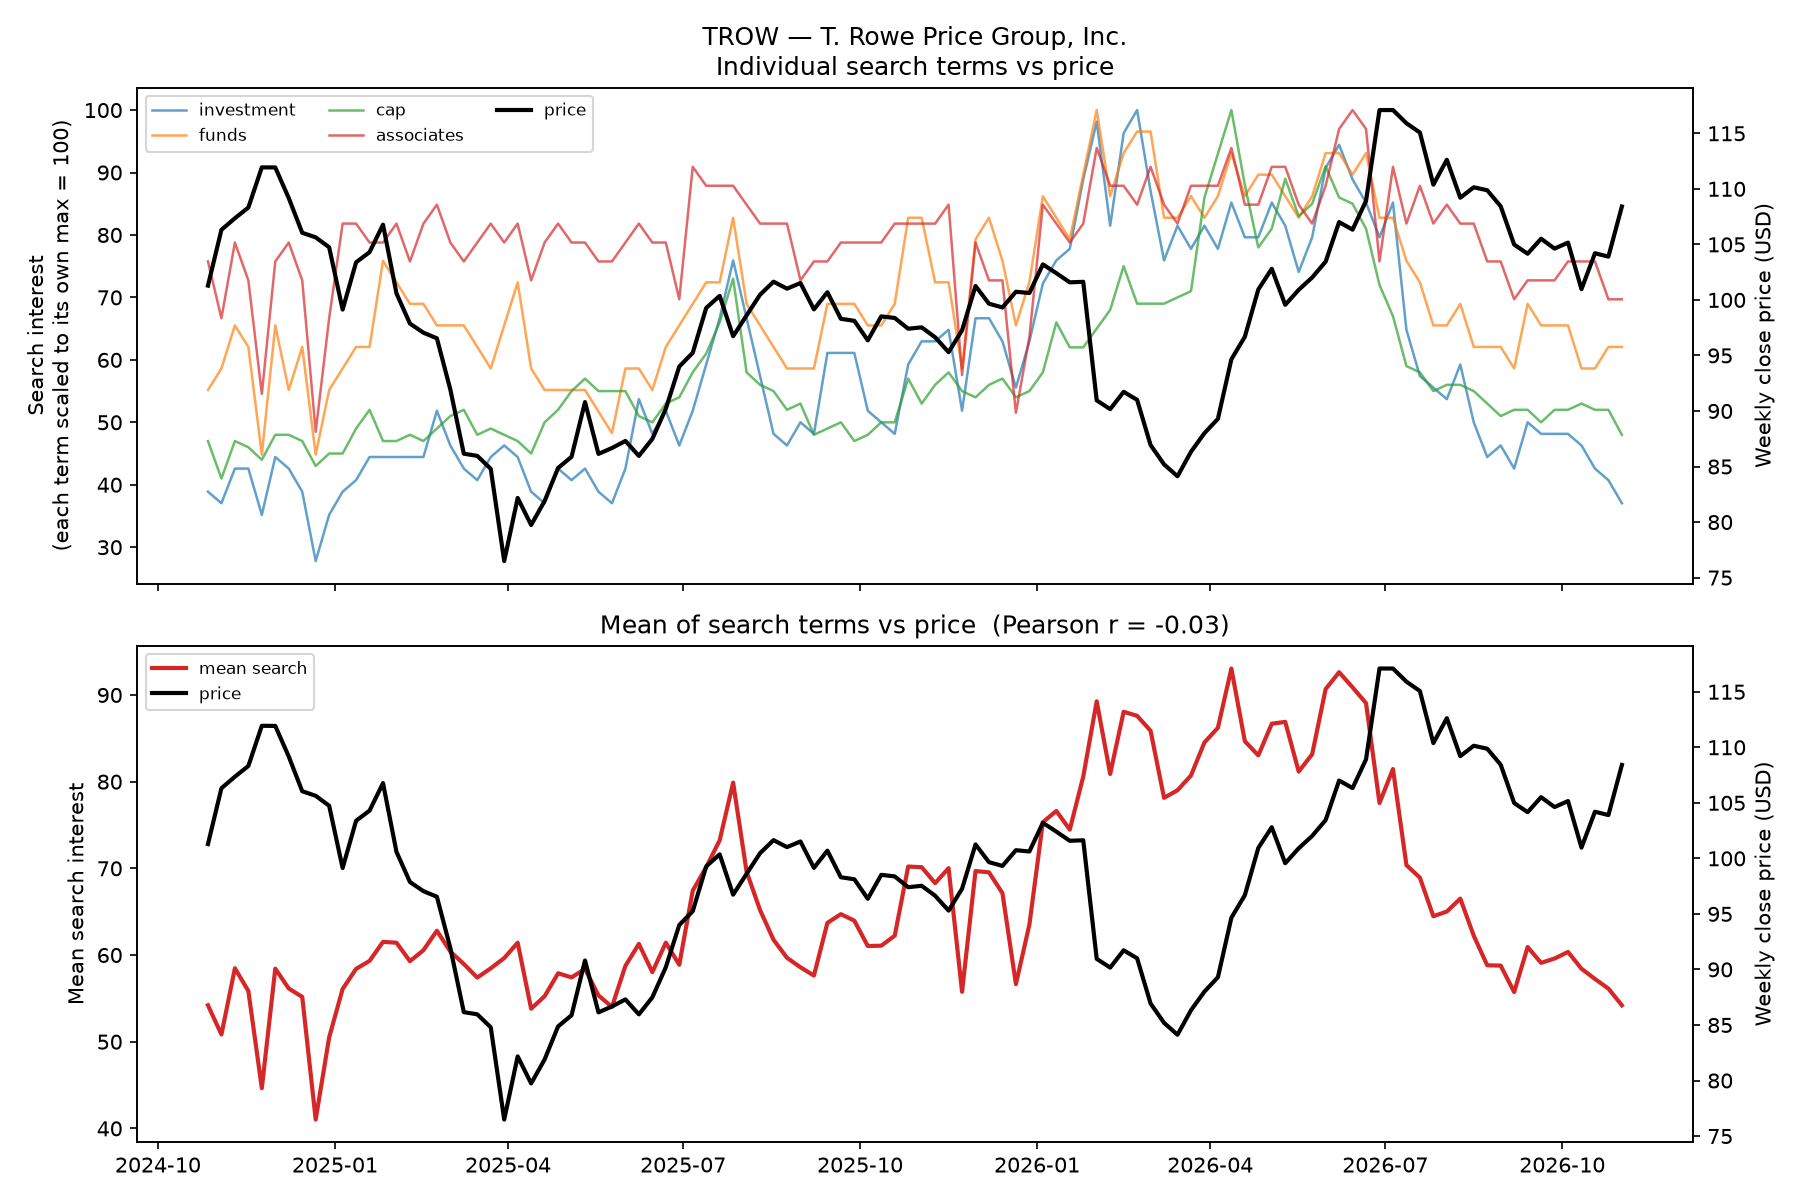 TROW — T. Rowe Price Group, Inc.
Individual search terms vs price
investment
funds
cap
associates
price
Search interest
(each term scaled to its own max = 100)
100
90
80
70
60
50
40
30
115
110
105
100
95
90
85
80
75
Weekly close price (USD)
Mean of search terms vs price (Pearson r = -0.03)
mean search
price
Mean search interest
90
80
70
60
50
40
115
110
105
100
95
90
85
80
75
Weekly close price (USD)
2024-10
2025-01
2025-04
2025-07
2025-10
2026-01
2026-04
2026-07
2026-10